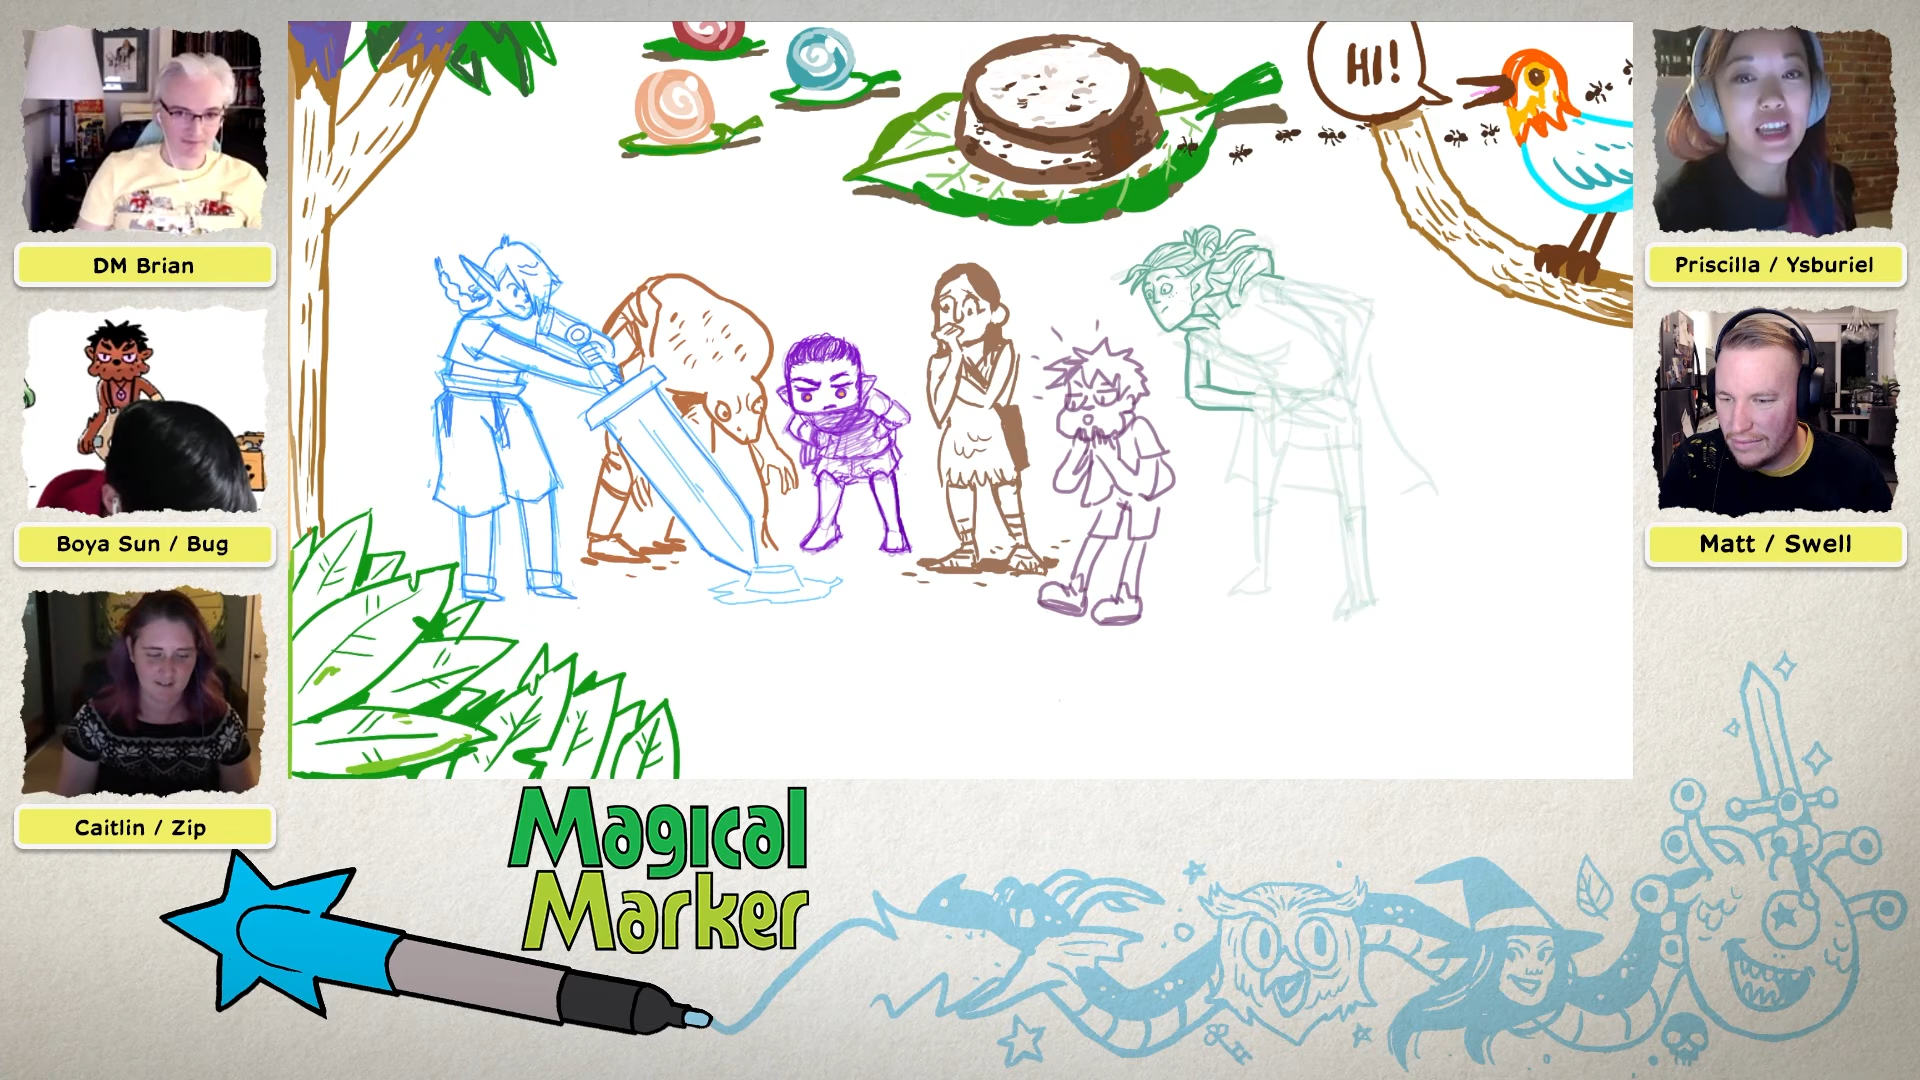 HI!
DM Brian
Priscilla / Ysburiel
Boya Sun / Bug
Matt / Swell
Caitlin / Zip
Magical
Marker